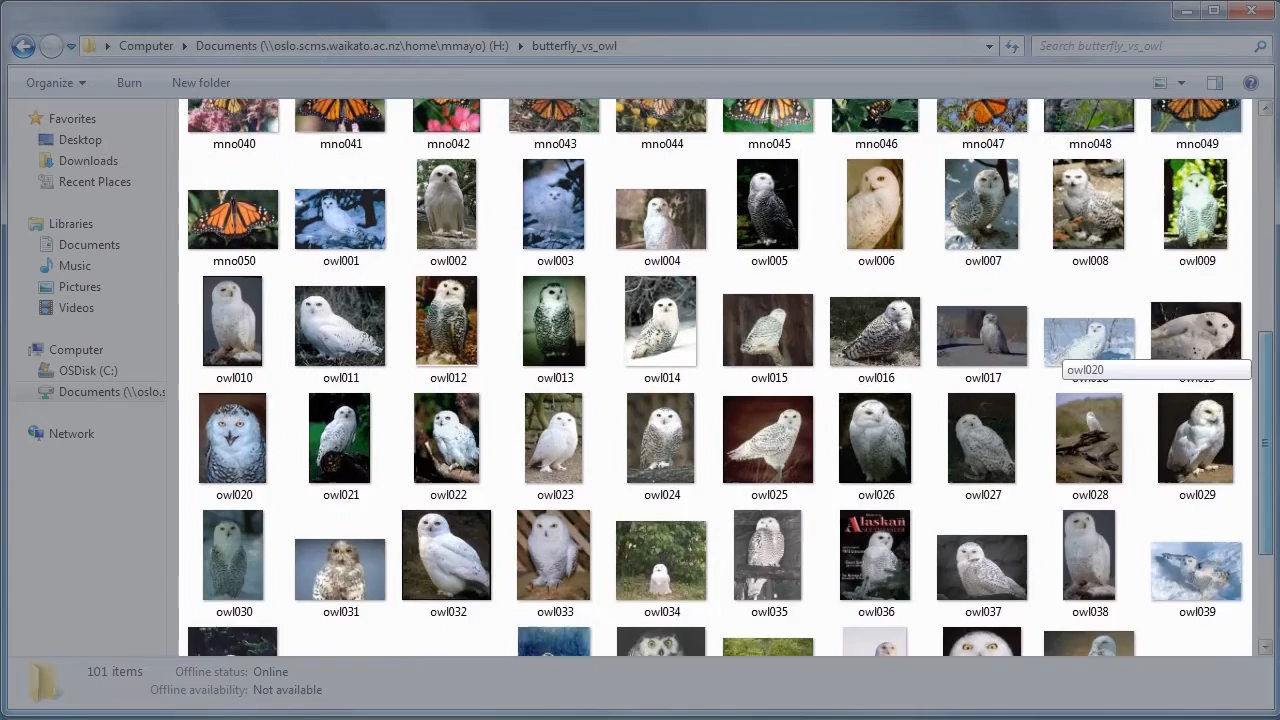 Computer ▸ Documents (\\oslo.scms.waikato.ac.nz\home\mmayo) (H:) ▸ butterfly_vs_owl
Search butterfly_vs_owl
Organize Burn New folder
Favorites
Desktop
Downloads
Recent Places
Libraries
Documents
Music
Pictures
Videos
Computer
OSDisk (C:)
Documents (\\oslo.s
Network
mno040 mno041 mno042 mno043 mno044 mno045 mno046 mno047 mno048 mno049
mno050 owl001 owl002 owl003 owl004 owl005 owl006 owl007 owl008 owl009
owl020
owl010 owl011 owl012 owl013 owl014 owl015 owl016 owl017
owl020 owl021 owl022 owl023 owl024 owl025 owl026 owl027 owl028 owl029
Alaskan
owl030 owl031 owl032 owl033 owl034 owl035 owl036 owl037 owl038 owl039
101 items Offline status: Online
Offline availability: Not available